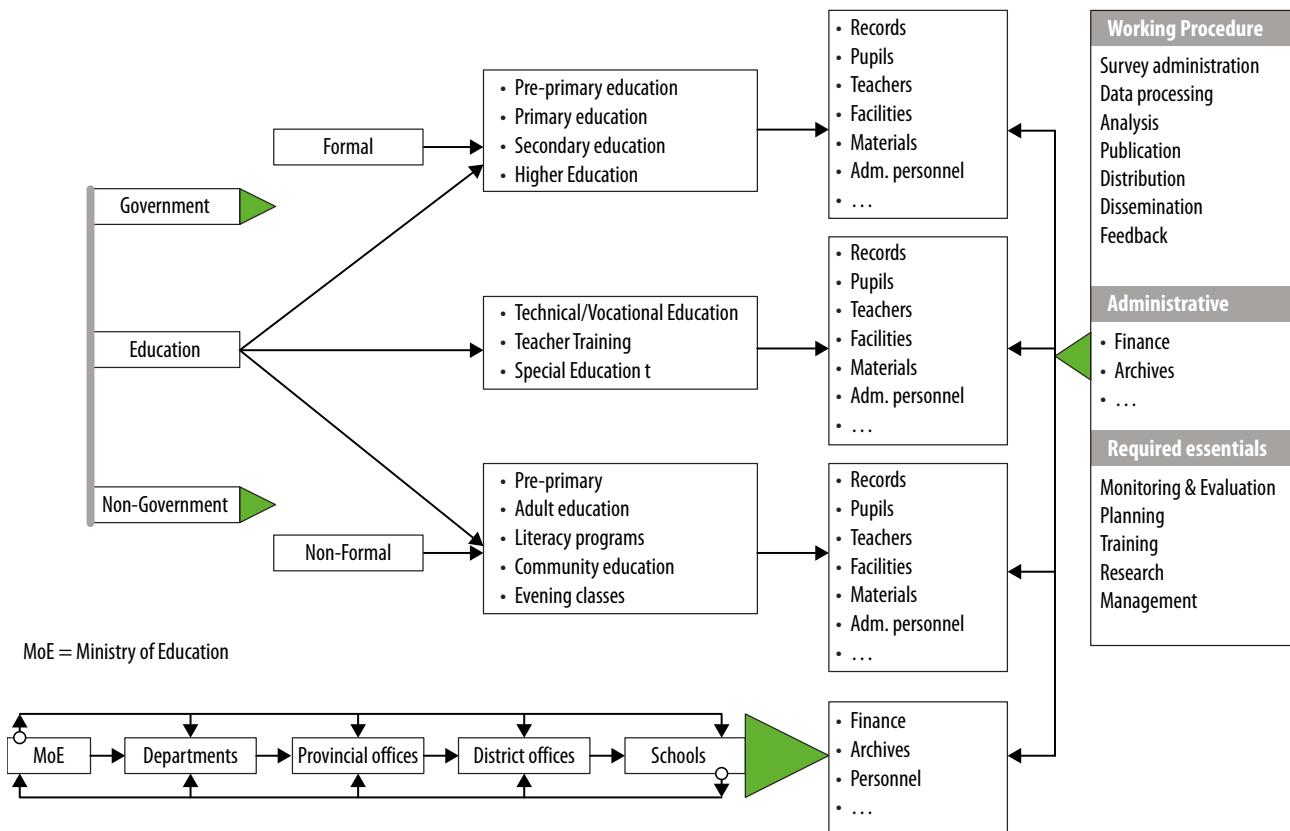 Government
Education
Non-Government
Formal
Non-Formal
• Pre-primary education
• Primary education
• Secondary education
• Higher Education
• Technical/Vocational Education
• Teacher Training
• Special Education t
• Pre-primary
• Adult education
• Literacy programs
• Community education
• Evening classes
• Records
• Pupils
• Teachers
• Facilities
• Materials
• Adm. personnel
• …
• Records
• Pupils
• Teachers
• Facilities
• Materials
• Adm. personnel
• …
• Records
• Pupils
• Teachers
• Facilities
• Materials
• Adm. personnel
• …
Working Procedure
Survey administration
Data processing
Analysis
Publication
Distribution
Dissemination
Feedback
Administrative
• Finance
• Archives
• …
Required essentials
Monitoring & Evaluation
Planning
Training
Research
Management
MoE = Ministry of Education
MoE
Departments
Provincial offices
District offices
Schools
• Finance
• Archives
• Personnel
• …